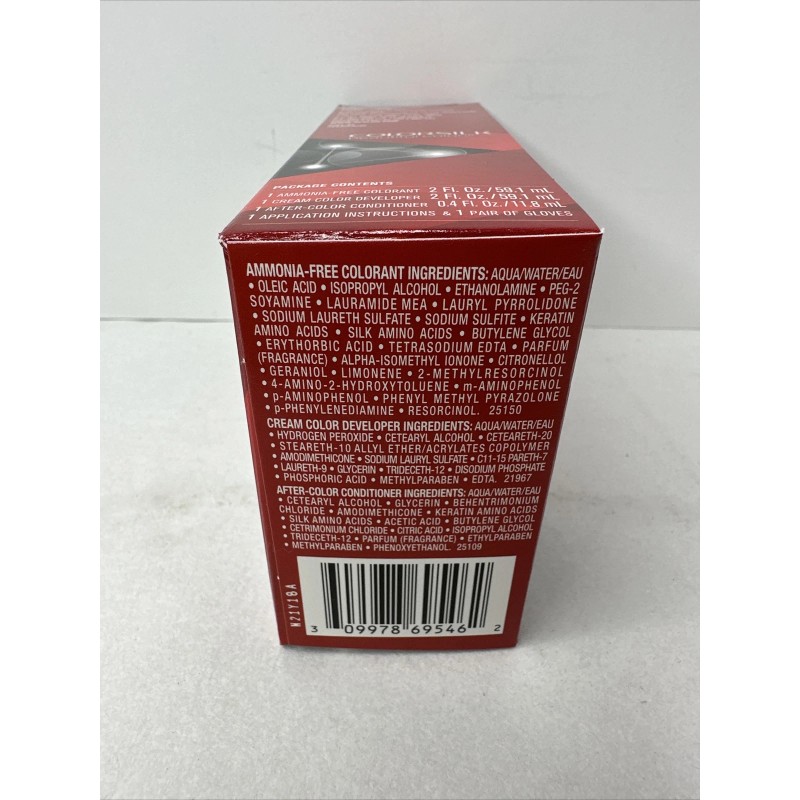 COLORSILK
PACKAGE CONTENTS
1 AMMONIA-FREE COLORANT 2 Fl. Oz./59.1 mL
1 CREAM COLOR DEVELOPER 2 Fl. Oz./59.1 mL
1 AFTER-COLOR CONDITIONER 0.4 Fl. Oz./11.8 mL
1 APPLICATION INSTRUCTIONS & 1 PAIR OF GLOVES
AMMONIA-FREE COLORANT INGREDIENTS: AQUA/WATER/EAU
• OLEIC ACID • ISOPROPYL ALCOHOL • ETHANOLAMINE • PEG-2
SOYAMINE • LAURAMIDE MEA • LAURYL PYRROLIDONE
• SODIUM LAURETH SULFATE • SODIUM SULFITE • KERATIN
AMINO ACIDS • SILK AMINO ACIDS • BUTYLENE GLYCOL
• ERYTHORBIC ACID • TETRASODIUM EDTA • PARFUM
(FRAGRANCE) • ALPHA-ISOMETHYL IONONE • CITRONELLOL
• GERANIOL • LIMONENE • 2-METHYLRESORCINOL
• 4-AMINO-2-HYDROXYTOLUENE • m-AMINOPHENOL
• p-AMINOPHENOL • PHENYL METHYL PYRAZOLONE
• p-PHENYLENEDIAMINE • RESORCINOL. 25150
CREAM COLOR DEVELOPER INGREDIENTS: AQUA/WATER/EAU
• HYDROGEN PEROXIDE • CETEARYL ALCOHOL • CETEARETH-20
• STEARETH-10 ALLYL ETHER/ACRYLATES COPOLYMER
• AMODIMETHICONE • SODIUM LAURYL SULFATE • C11-15 PARETH-7
• LAURETH-9 • GLYCERIN • TRIDECETH-12 • DISODIUM PHOSPHATE
• PHOSPHORIC ACID • METHYLPARABEN • EDTA. 21967
AFTER-COLOR CONDITIONER INGREDIENTS: AQUA/WATER/EAU
• CETEARYL ALCOHOL • GLYCERIN • BEHENTRIMONIUM
CHLORIDE • AMODIMETHICONE • KERATIN AMINO ACIDS
• SILK AMINO ACIDS • ACETIC ACID • BUTYLENE GLYCOL
• CETRIMONIUM CHLORIDE • CITRIC ACID • ISOPROPYL ALCOHOL
• TRIDECETH-12 • PARFUM (FRAGRANCE) • ETHYLPARABEN
• METHYLPARABEN • PHENOXYETHANOL. 25109
3 09978 69546 2